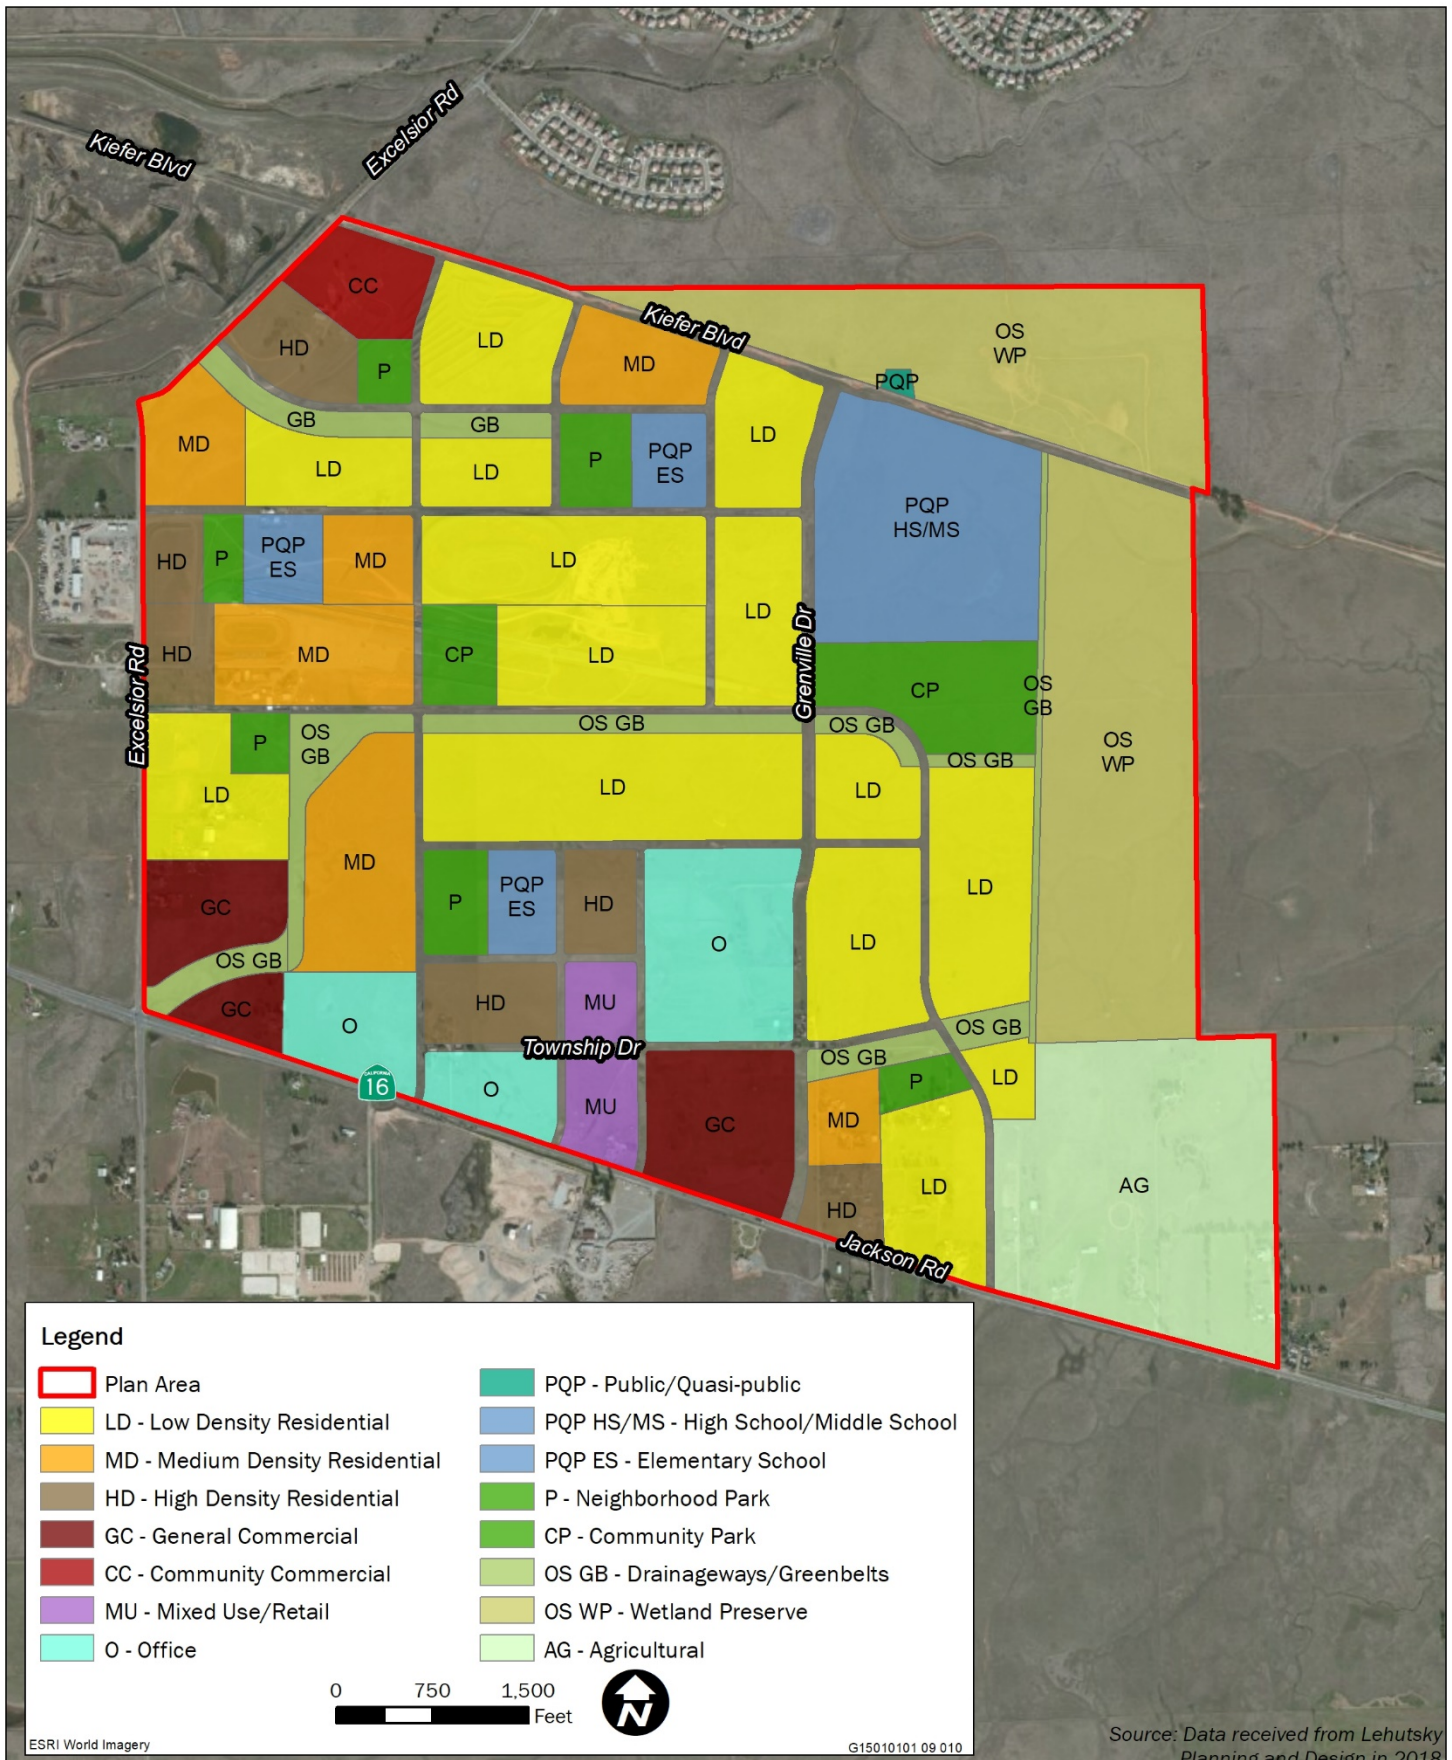 Kiefer Blvd
Excelsior Rd
CC
LD
HD
P
MD
Kiefer Blvd
OS
WP
PQP
GB
GB
MD
LD
LD
P
PQP
ES
LD
PQP
HS/MS
HD
P
PQP
ES
MD
LD
LD
HD
MD
CP
LD
Excelsior Rd
Grenville Dr
CP
OS
GB
P
OS
GB
OS GB
OS GB
OS GB
OS
WP
LD
LD
LD
MD
GC
P
PQP
ES
HD
O
LD
LD
OS GB
GC
O
HD
MU
Township Dr
OS GB
OS GB
16
CALIFORNIA
O
MU
GC
MD
P
LD
HD
LD
AG
Jackson Rd
Legend
Plan Area
LD - Low Density Residential
MD - Medium Density Residential
HD - High Density Residential
GC - General Commercial
CC - Community Commercial
MU - Mixed Use/Retail
O - Office
PQP - Public/Quasi-public
PQP HS/MS - High School/Middle School
PQP ES - Elementary School
P - Neighborhood Park
CP - Community Park
OS GB - Drainageways/Greenbelts
OS WP - Wetland Preserve
AG - Agricultural
0 750 1,500
Feet
N
ESRI World Imagery
G15010101 09 010
Source: Data received from Lehutsky
Planning and Design in 2018